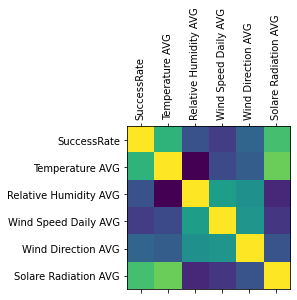 SuccessRate
Temperature AVG
Relative Humidity AVG
Wind Speed Daily AVG
Wind Direction AVG
Solare Radiation AVG
SuccessRate
Temperature AVG
Relative Humidity AVG
Wind Speed Daily AVG
Wind Direction AVG
Solare Radiation AVG